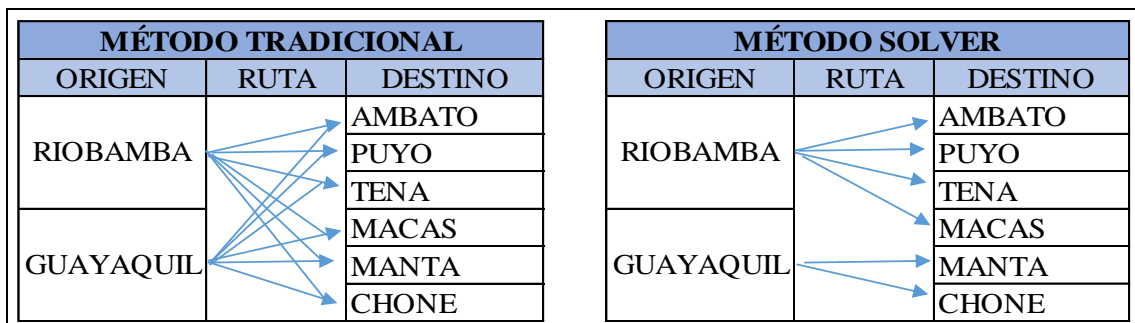 MÉTODO TRADICIONAL
ORIGEN RUTA DESTINO
RIOBAMBA
GUAYAQUIL
AMBATO
PUYO
TENA
MACAS
MANTA
CHONE
MÉTODO SOLVER
ORIGEN RUTA DESTINO
RIOBAMBA
GUAYAQUIL
AMBATO
PUYO
TENA
MACAS
MANTA
CHONE